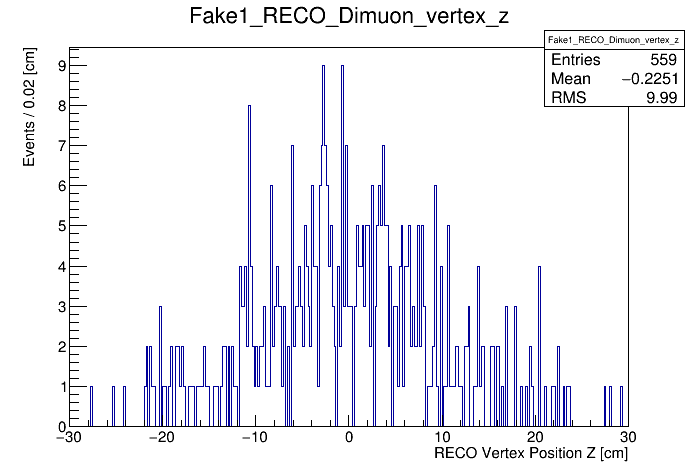 Fake1_RECO_Dimuon_vertex_z
Fake1_RECO_Dimuon_vertex_z
Entries 559
Mean −0.2251
RMS 9.99
Events / 0.02 [cm]
9
8
7
6
5
4
3
2
1
0
−30 −20 −10 0 10 20 30
RECO Vertex Position Z [cm]